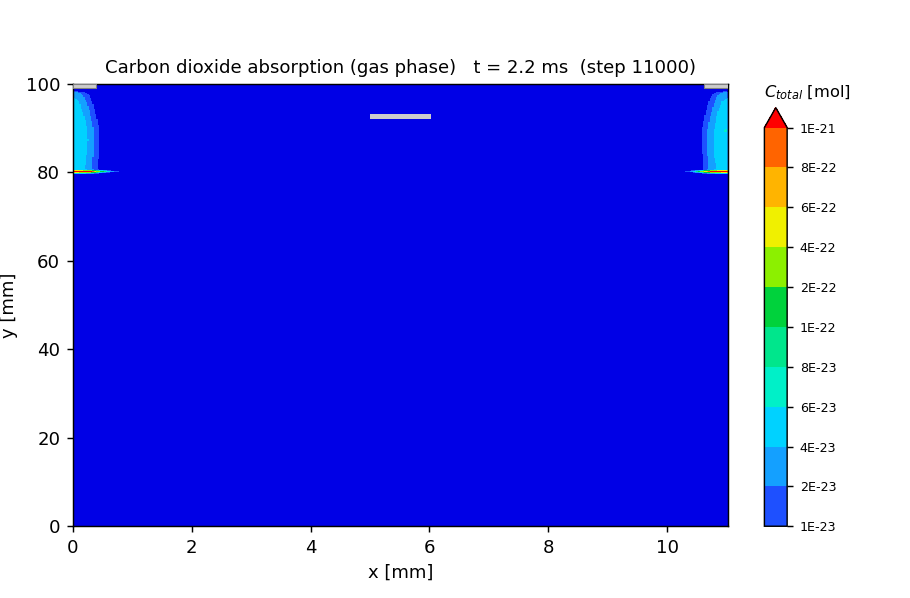 Carbon dioxide absorption (gas phase)   t = 2.2 ms  (step 11000)
C_total [mol]
100
80
60
40
20
0
y [mm]
0 2 4 6 8 10
x [mm]
1E-21
8E-22
6E-22
4E-22
2E-22
1E-22
8E-23
6E-23
4E-23
2E-23
1E-23